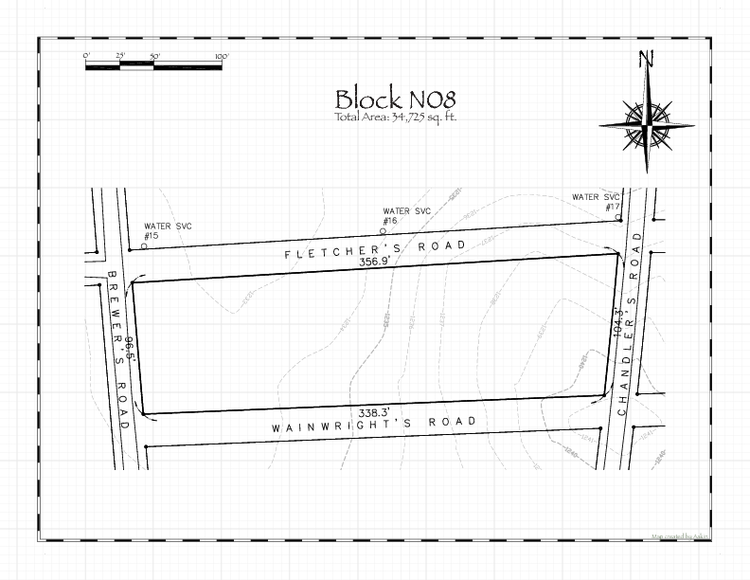 0' 25' 50' 100'
N
Block N08
Total Area: 34,725 sq. ft.
WATER SVC
#17
WATER SVC
#16
WATER SVC
#15
FLETCHER'S ROAD
356.9'
BREWER'S ROAD
96.5'
104.3'
CHANDLER'S ROAD
338.3'
WAINWRIGHT'S ROAD